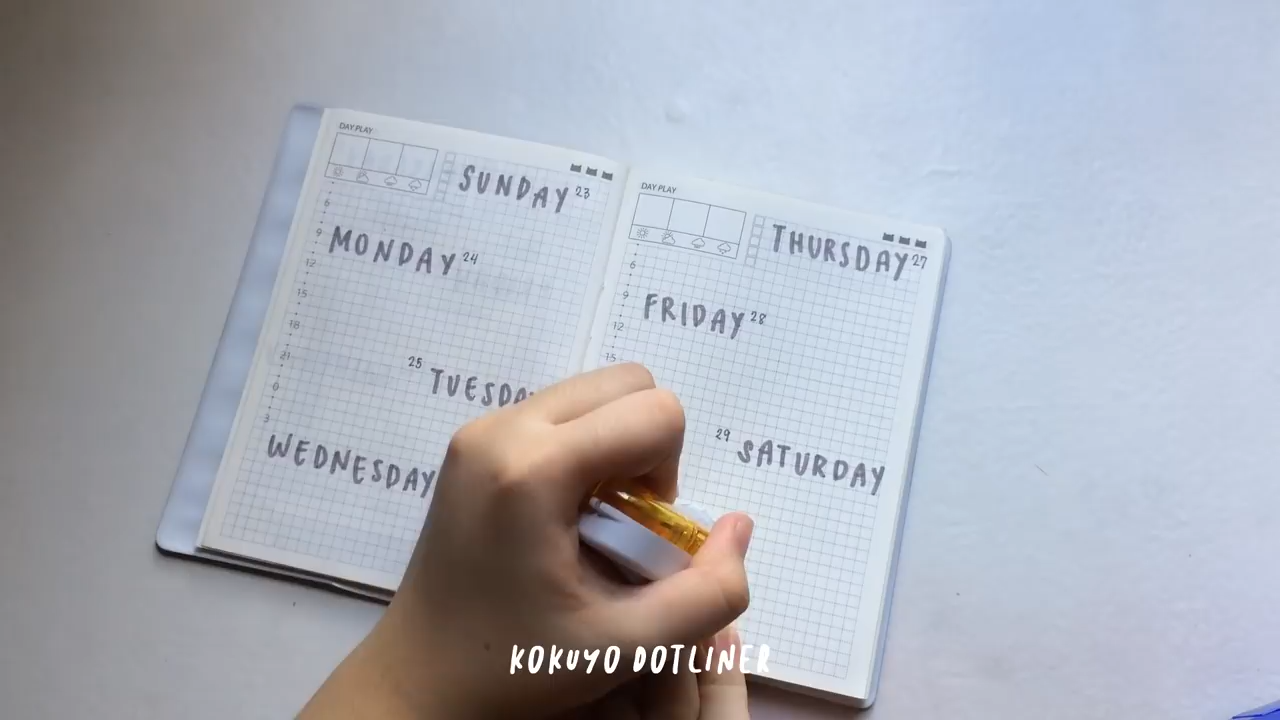 DAY.PLAY
SUNDAY 23
6
MONDAY 24
9
12
15
18
25 TUESDAY
21
0
3
WEDNESDAY
DAY.PLAY
THURSDAY 27
6
9
FRIDAY 28
12
15
29 SATURDAY
KOKUYO DOTLINER